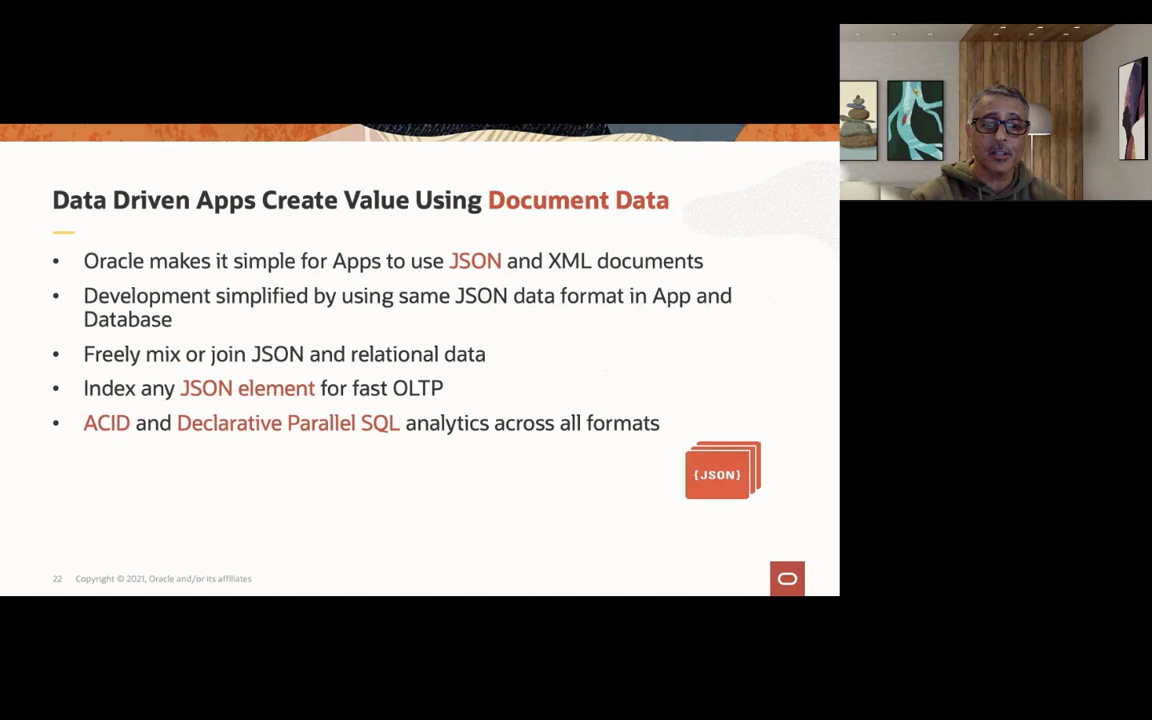 Data Driven Apps Create Value Using Document Data
• Oracle makes it simple for Apps to use JSON and XML documents
• Development simplified by using same JSON data format in App and
Database
• Freely mix or join JSON and relational data
• Index any JSON element for fast OLTP
• ACID and Declarative Parallel SQL analytics across all formats
{JSON}
22 Copyright © 2021, Oracle and/or its affiliates